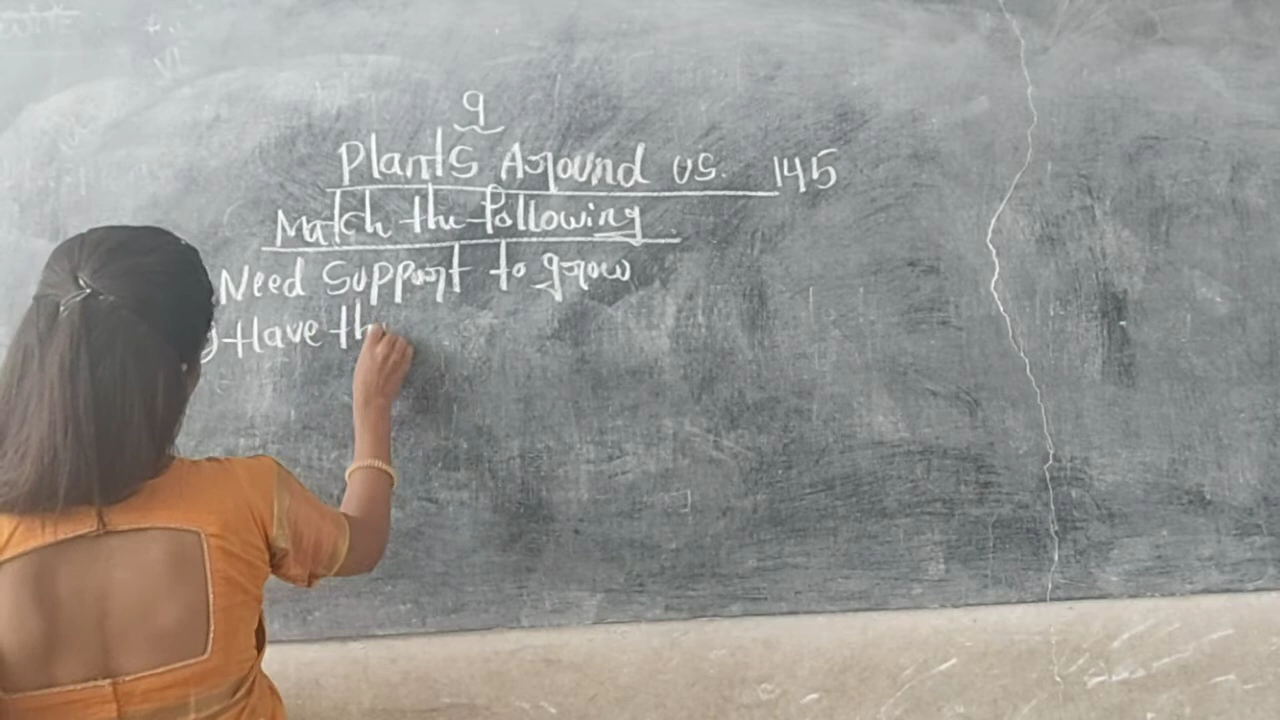 9
Plants Around us. 145
Match the following
Need Support to grow
Have th